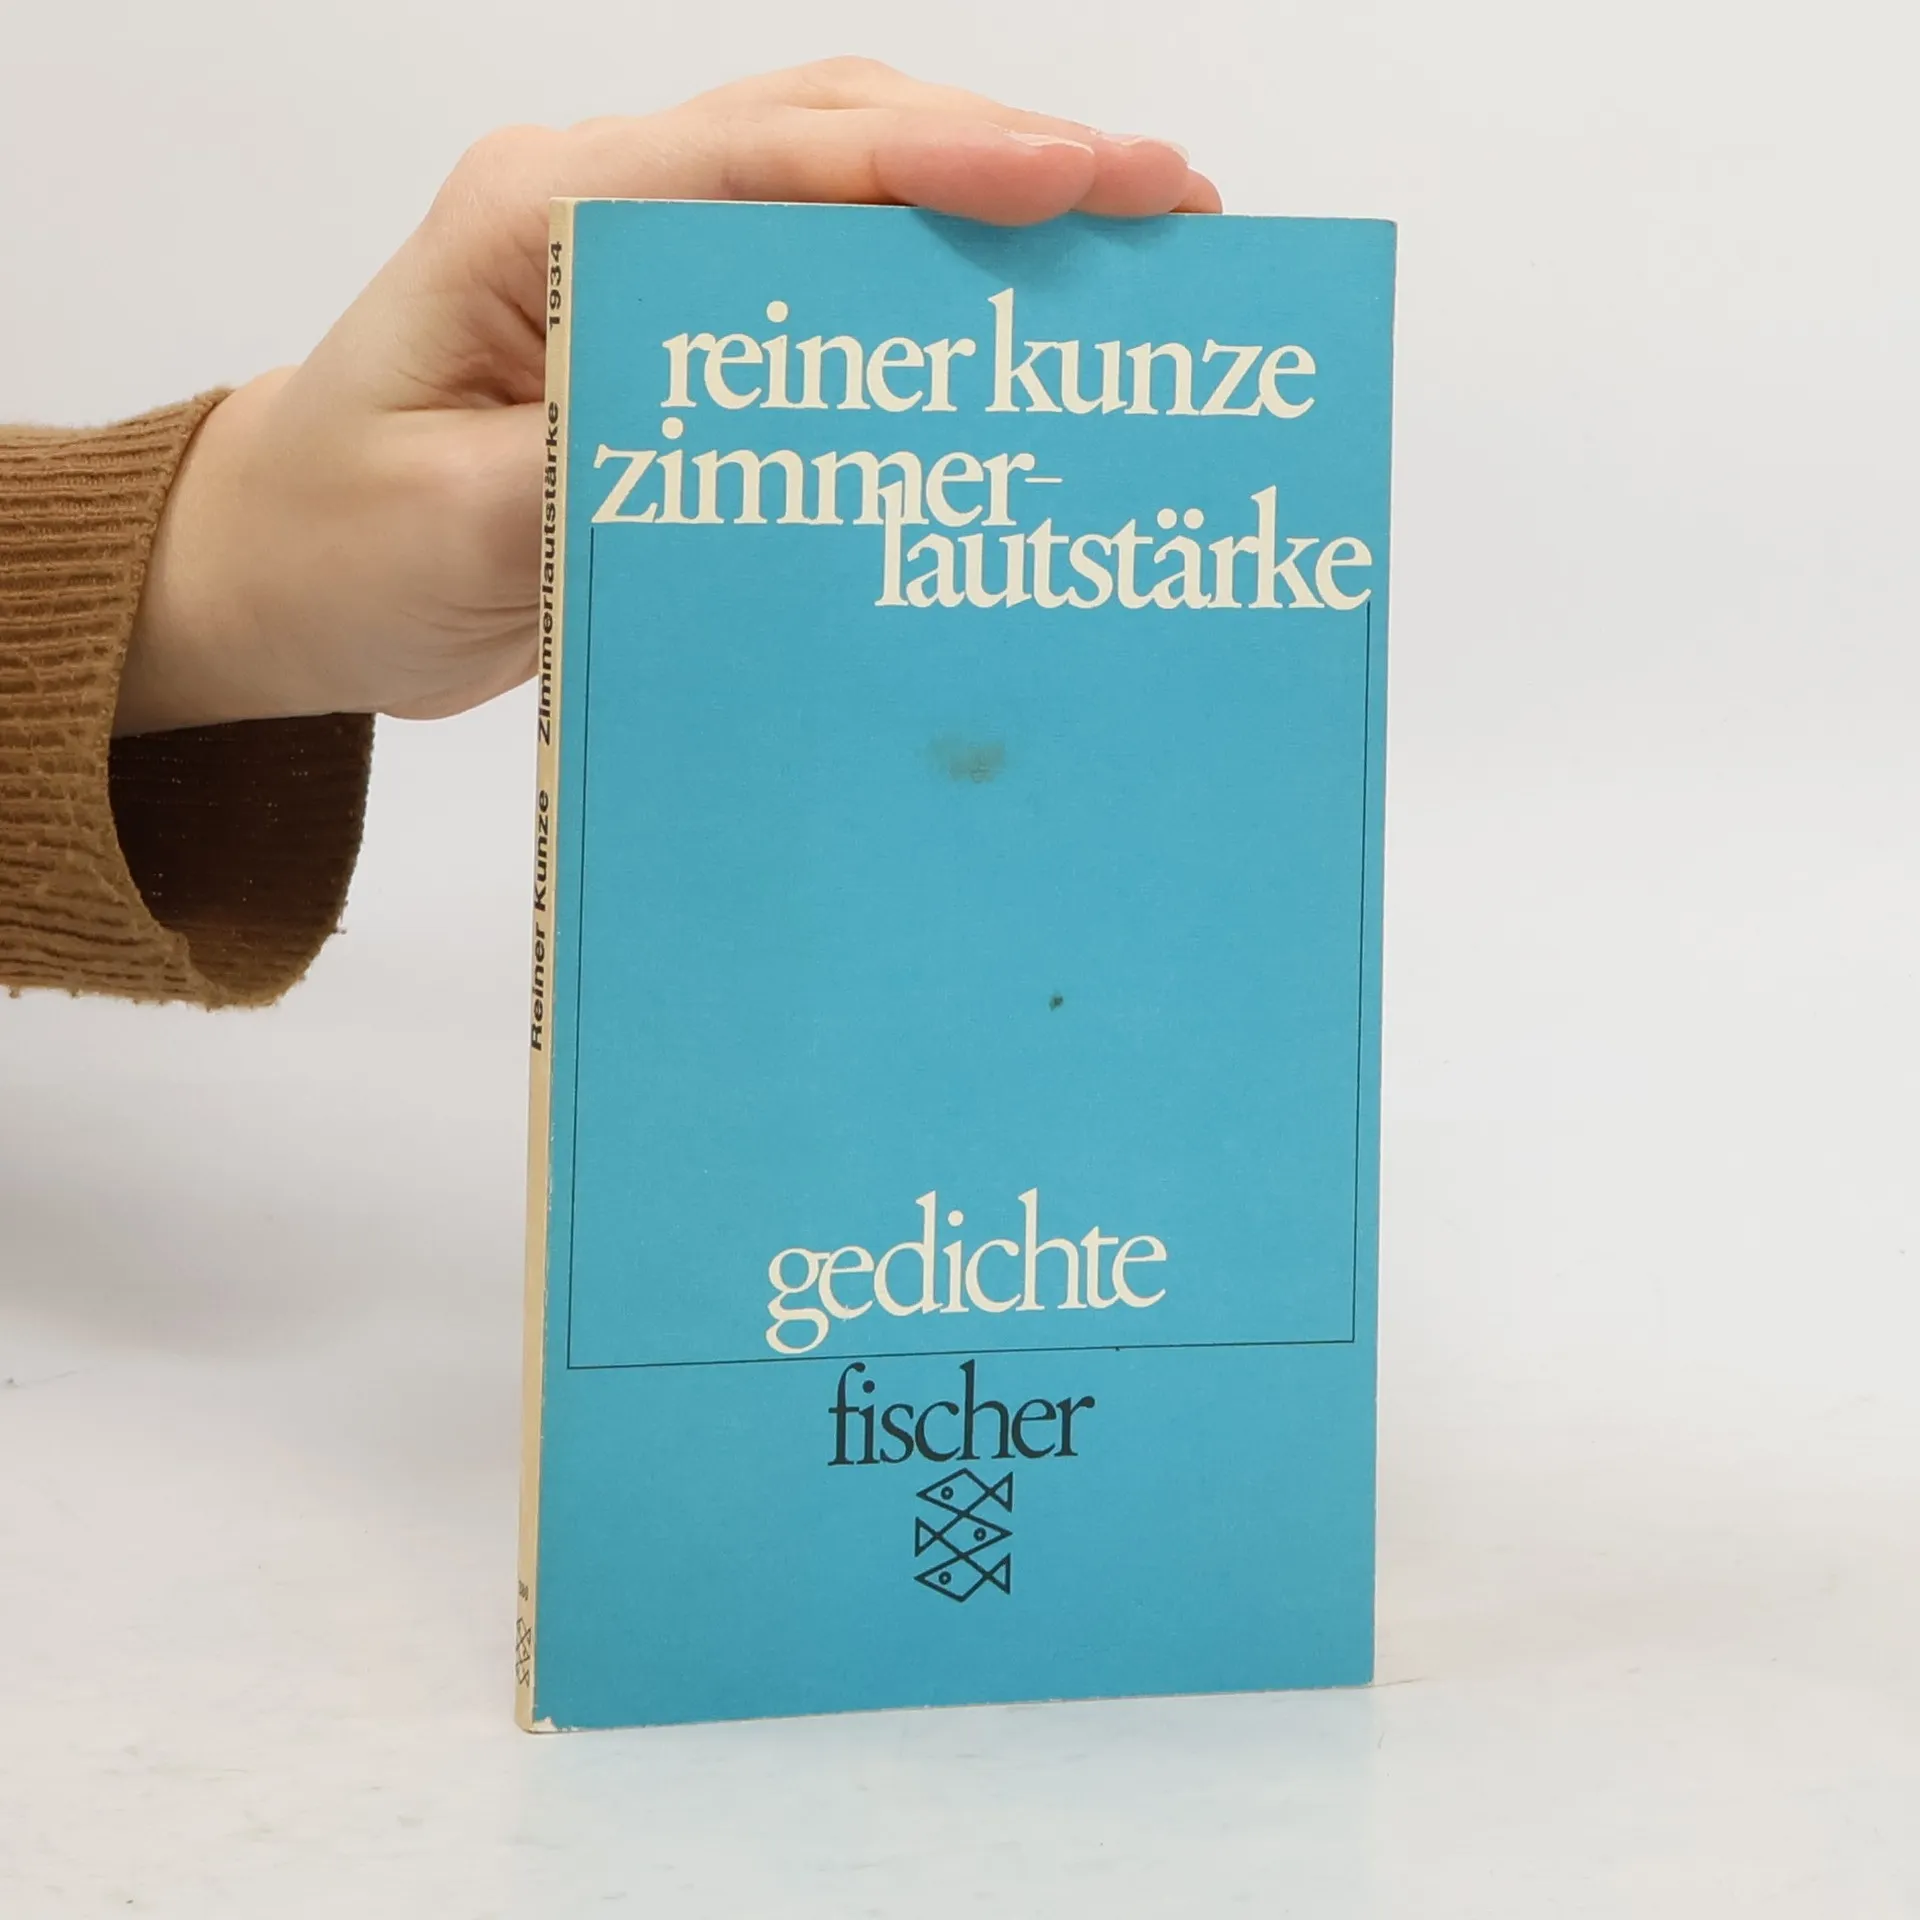 reiner kunze
zimmer-
lautstärke
gedichte
fischer
Reiner Kunze Zimmerlautstärke 1934